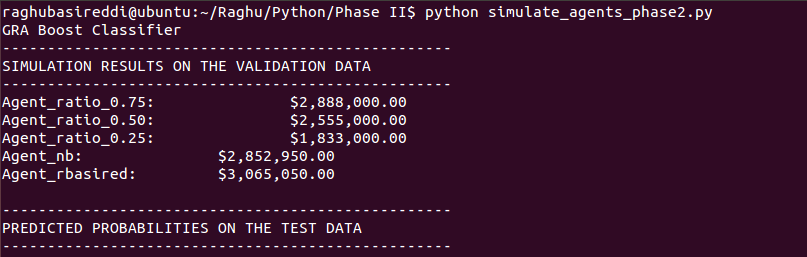 raghubasireddi@ubuntu:~/Raghu/Python/Phase II$ python simulate_agents_phase2.py
GRA Boost Classifier
--------------------------------------------------
SIMULATION RESULTS ON THE VALIDATION DATA
--------------------------------------------------
Agent_ratio_0.75:               $2,888,000.00
Agent_ratio_0.50:               $2,555,000.00
Agent_ratio_0.25:               $1,833,000.00
Agent_nb:               $2,852,950.00
Agent_rbasired:         $3,065,050.00
--------------------------------------------------
PREDICTED PROBABILITIES ON THE TEST DATA
--------------------------------------------------